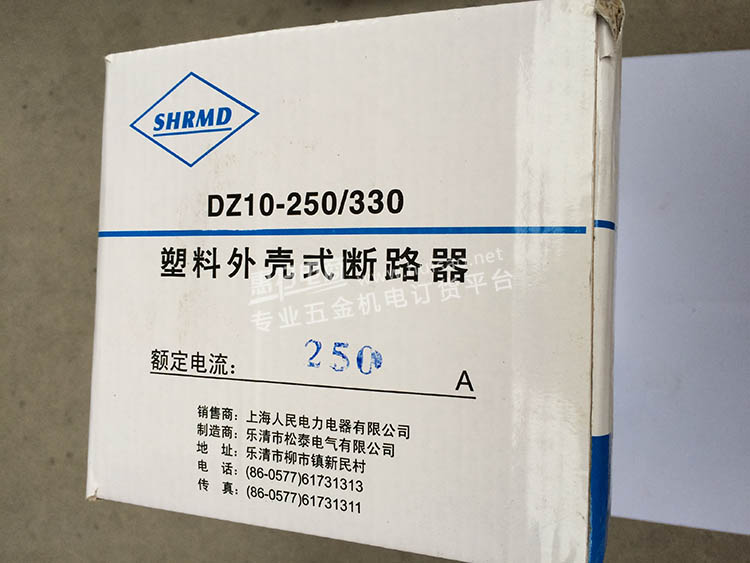 SHRMD
DZ10-250/330
塑料外壳式断路器
专业五金机电订货平台
额定电流: 250 A
销售商:上海人民电力电器有限公司
制造商:乐清市松泰电气有限公司
地 址:乐清市柳市镇新民村
电 话:(86-0577)61731313
传 真:(86-0577)61731311